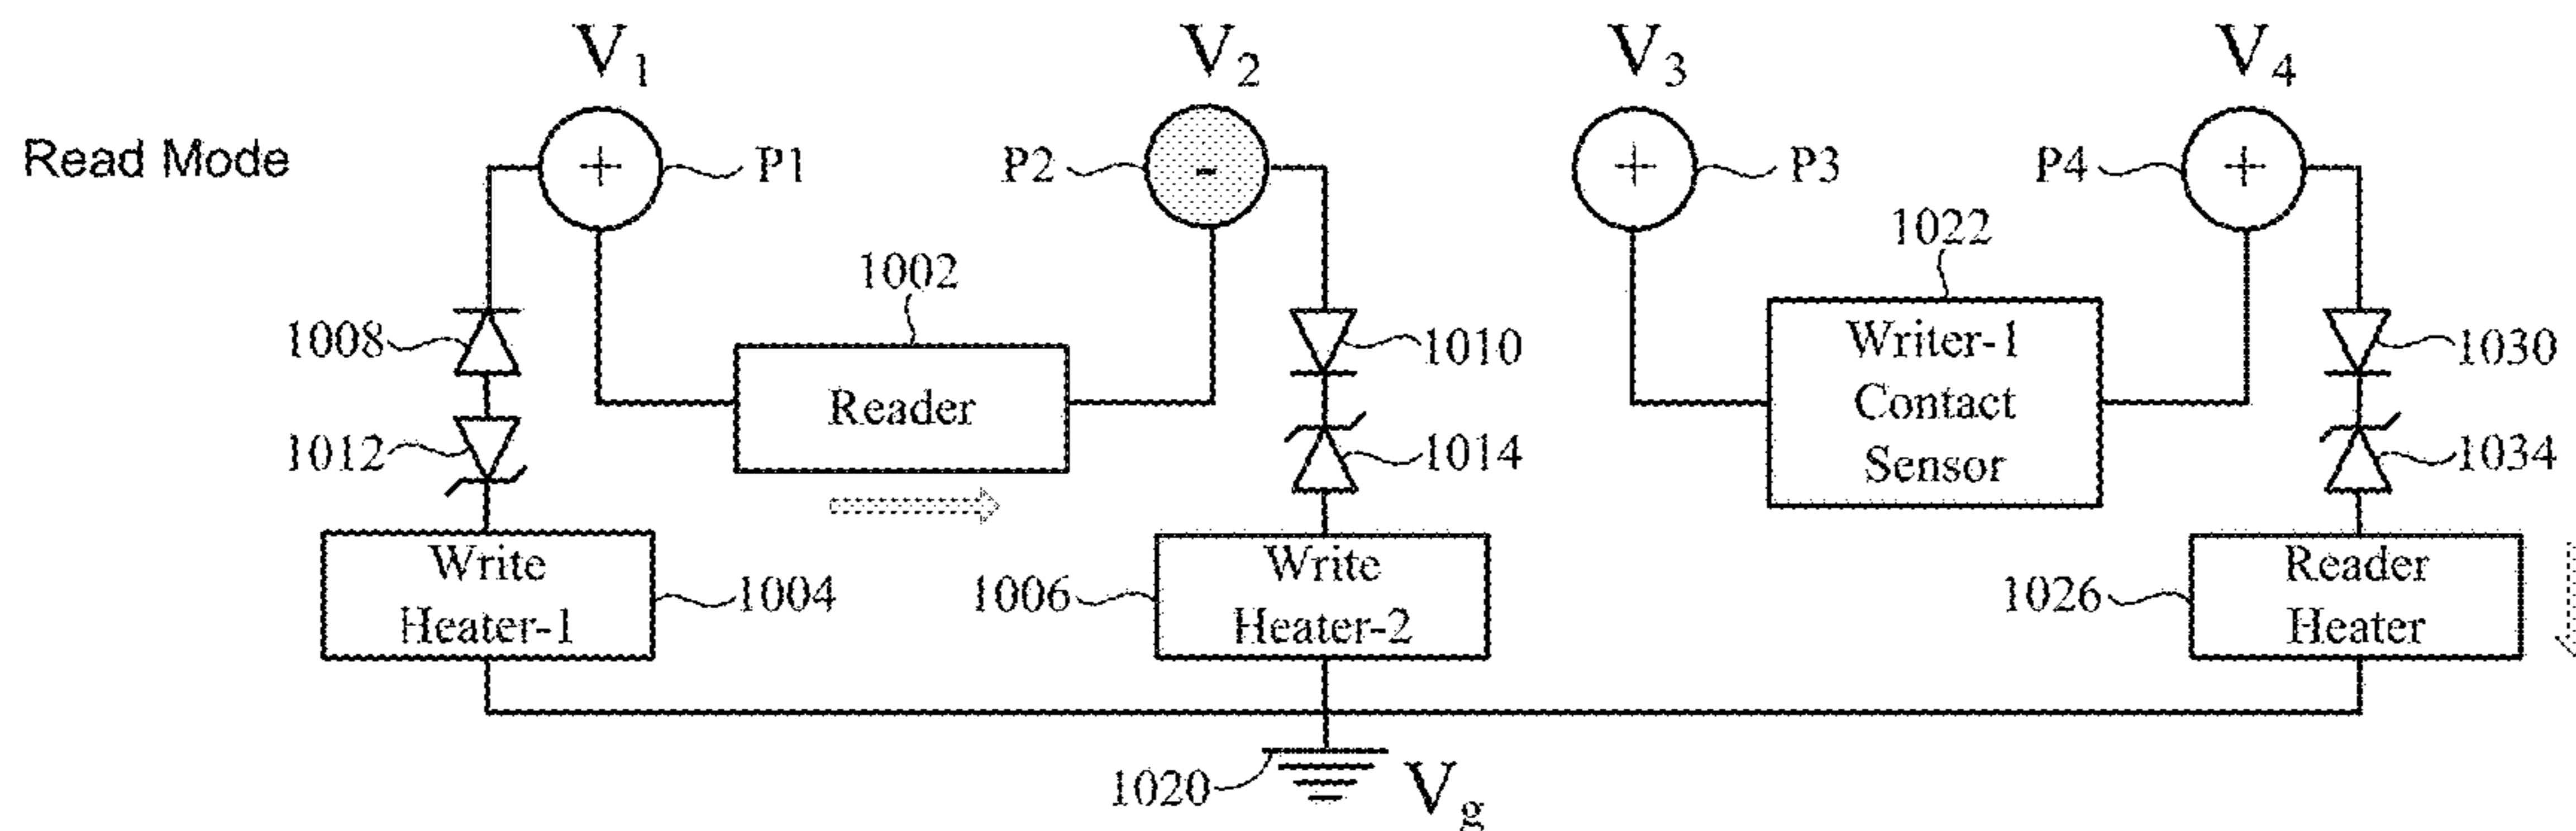 V1 V2 V3 V4
Read Mode
+ P1 P2 - + P3 P4 +
1022
1002
1008 Reader 1010 Writer-1 Contact Sensor 1030
1012 1014 1034
Write Heater-1 1004 1006 Write Heater-2 1026 Reader Heater
1020 Vg